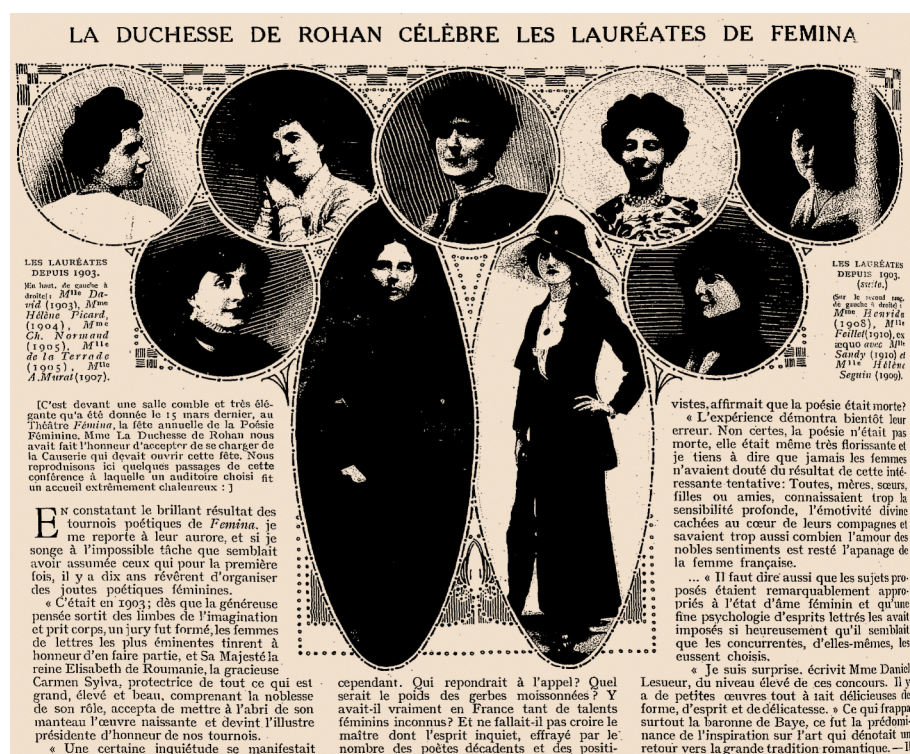 LA DUCHESSE DE ROHAN CÉLÈBRE LES LAURÉATES DE FEMINA
LES LAURÉATES
DEPUIS 1903.
(En haut, de gauche à
droite) : Mlle Da-
vid (1903), Mme
Hélène Picard,
(1904), Mme
Ch. Normand
(1905), Mlle
de la Terrade
(1905), Mlle
A. Murat (1907).
LES LAURÉATES
DEPUIS 1903.
(suite.)
(Sur le second rang,
de gauche à droite) :
Mme Henride
(1908), Mlle
Feillet (1910), ex
æquo avec Mlle
Sandy (1910) et
Mlle Hélène
Seguin (1909).
[C'est devant une salle comble et très élé-
gante qu'a été donnée le 15 mars dernier, au
Théâtre Fémina, la fête annuelle de la Poésie
Féminine. Mme La Duchesse de Rohan nous
avait fait l'honneur d'accepter de se charger de
la Causerie qui devait ouvrir cette fête. Nous
reproduisons ici quelques passages de cette
conférence à laquelle un auditoire choisi fit
un accueil extrêmement chaleureux : ]
EN constatant le brillant résultat des
tournois poétiques de Femina, je
me reporte à leur aurore, et si je
songe à l'impossible tâche que semblait
avoir assumée ceux qui pour la première
fois, il y a dix ans rêvèrent d'organiser
des joutes poétiques féminines.
« C'était en 1903 ; dès que la généreuse
pensée sortit des limbes de l'imagination
et prit corps, un jury fut formé, les femmes
de lettres les plus éminentes tinrent à
honneur d'en faire partie, et Sa Majesté la
reine Elisabeth de Roumanie, la gracieuse
Carmen Sylva, protectrice de tout ce qui est
grand, élevé et beau, comprenant la noblesse
de son rôle, accepta de mettre à l'abri de son
manteau l'œuvre naissante et devint l'illustre
présidente d'honneur de nos tournois.
« Une certaine inquiétude se manifestait
cependant. Qui repondrait à l'appel? Quel
serait le poids des gerbes moissonnées? Y
avait-il vraiment en France tant de talents
féminins inconnus? Et ne fallait-il pas croire le
maître dont l'esprit inquiet, effrayé par le
nombre des poètes décadents et des positi-
vistes, affirmait que la poésie était morte?
« L'expérience démontra bientôt leur
erreur. Non certes, la poésie n'était pas
morte, elle était même très florissante et
je tiens à dire que jamais les femmes
n'avaient douté du résultat de cette inté-
ressante tentative : Toutes, mères, sœurs,
filles ou amies, connaissaient trop la
sensibilité profonde, l'émotivité divine
cachées au cœur de leurs compagnes et
savaient trop aussi combien l'amour des
nobles sentiments est resté l'apanage de
la femme française.
... « Il faut dire aussi que les sujets pro-
posés étaient remarquablement appro-
priés à l'état d'âme féminin et qu'une
fine psychologie d'esprits lettrés les avait
imposés si heureusement qu'il semblait
que les concurrentes, d'elles-mêmes, les
eussent choisis.
« Je suis surprise, écrivit Mme Daniel
Lesueur, du niveau élevé de ces concours. Il y
a de petites œuvres tout à fait délicieuses de
forme, d'esprit et de délicatesse. » Ce qui frappa
surtout la baronne de Baye, ce fut la prédomi-
nance de l'inspiration sur l'art qui dénotait un
retour vers la grande tradition romantique. — Il